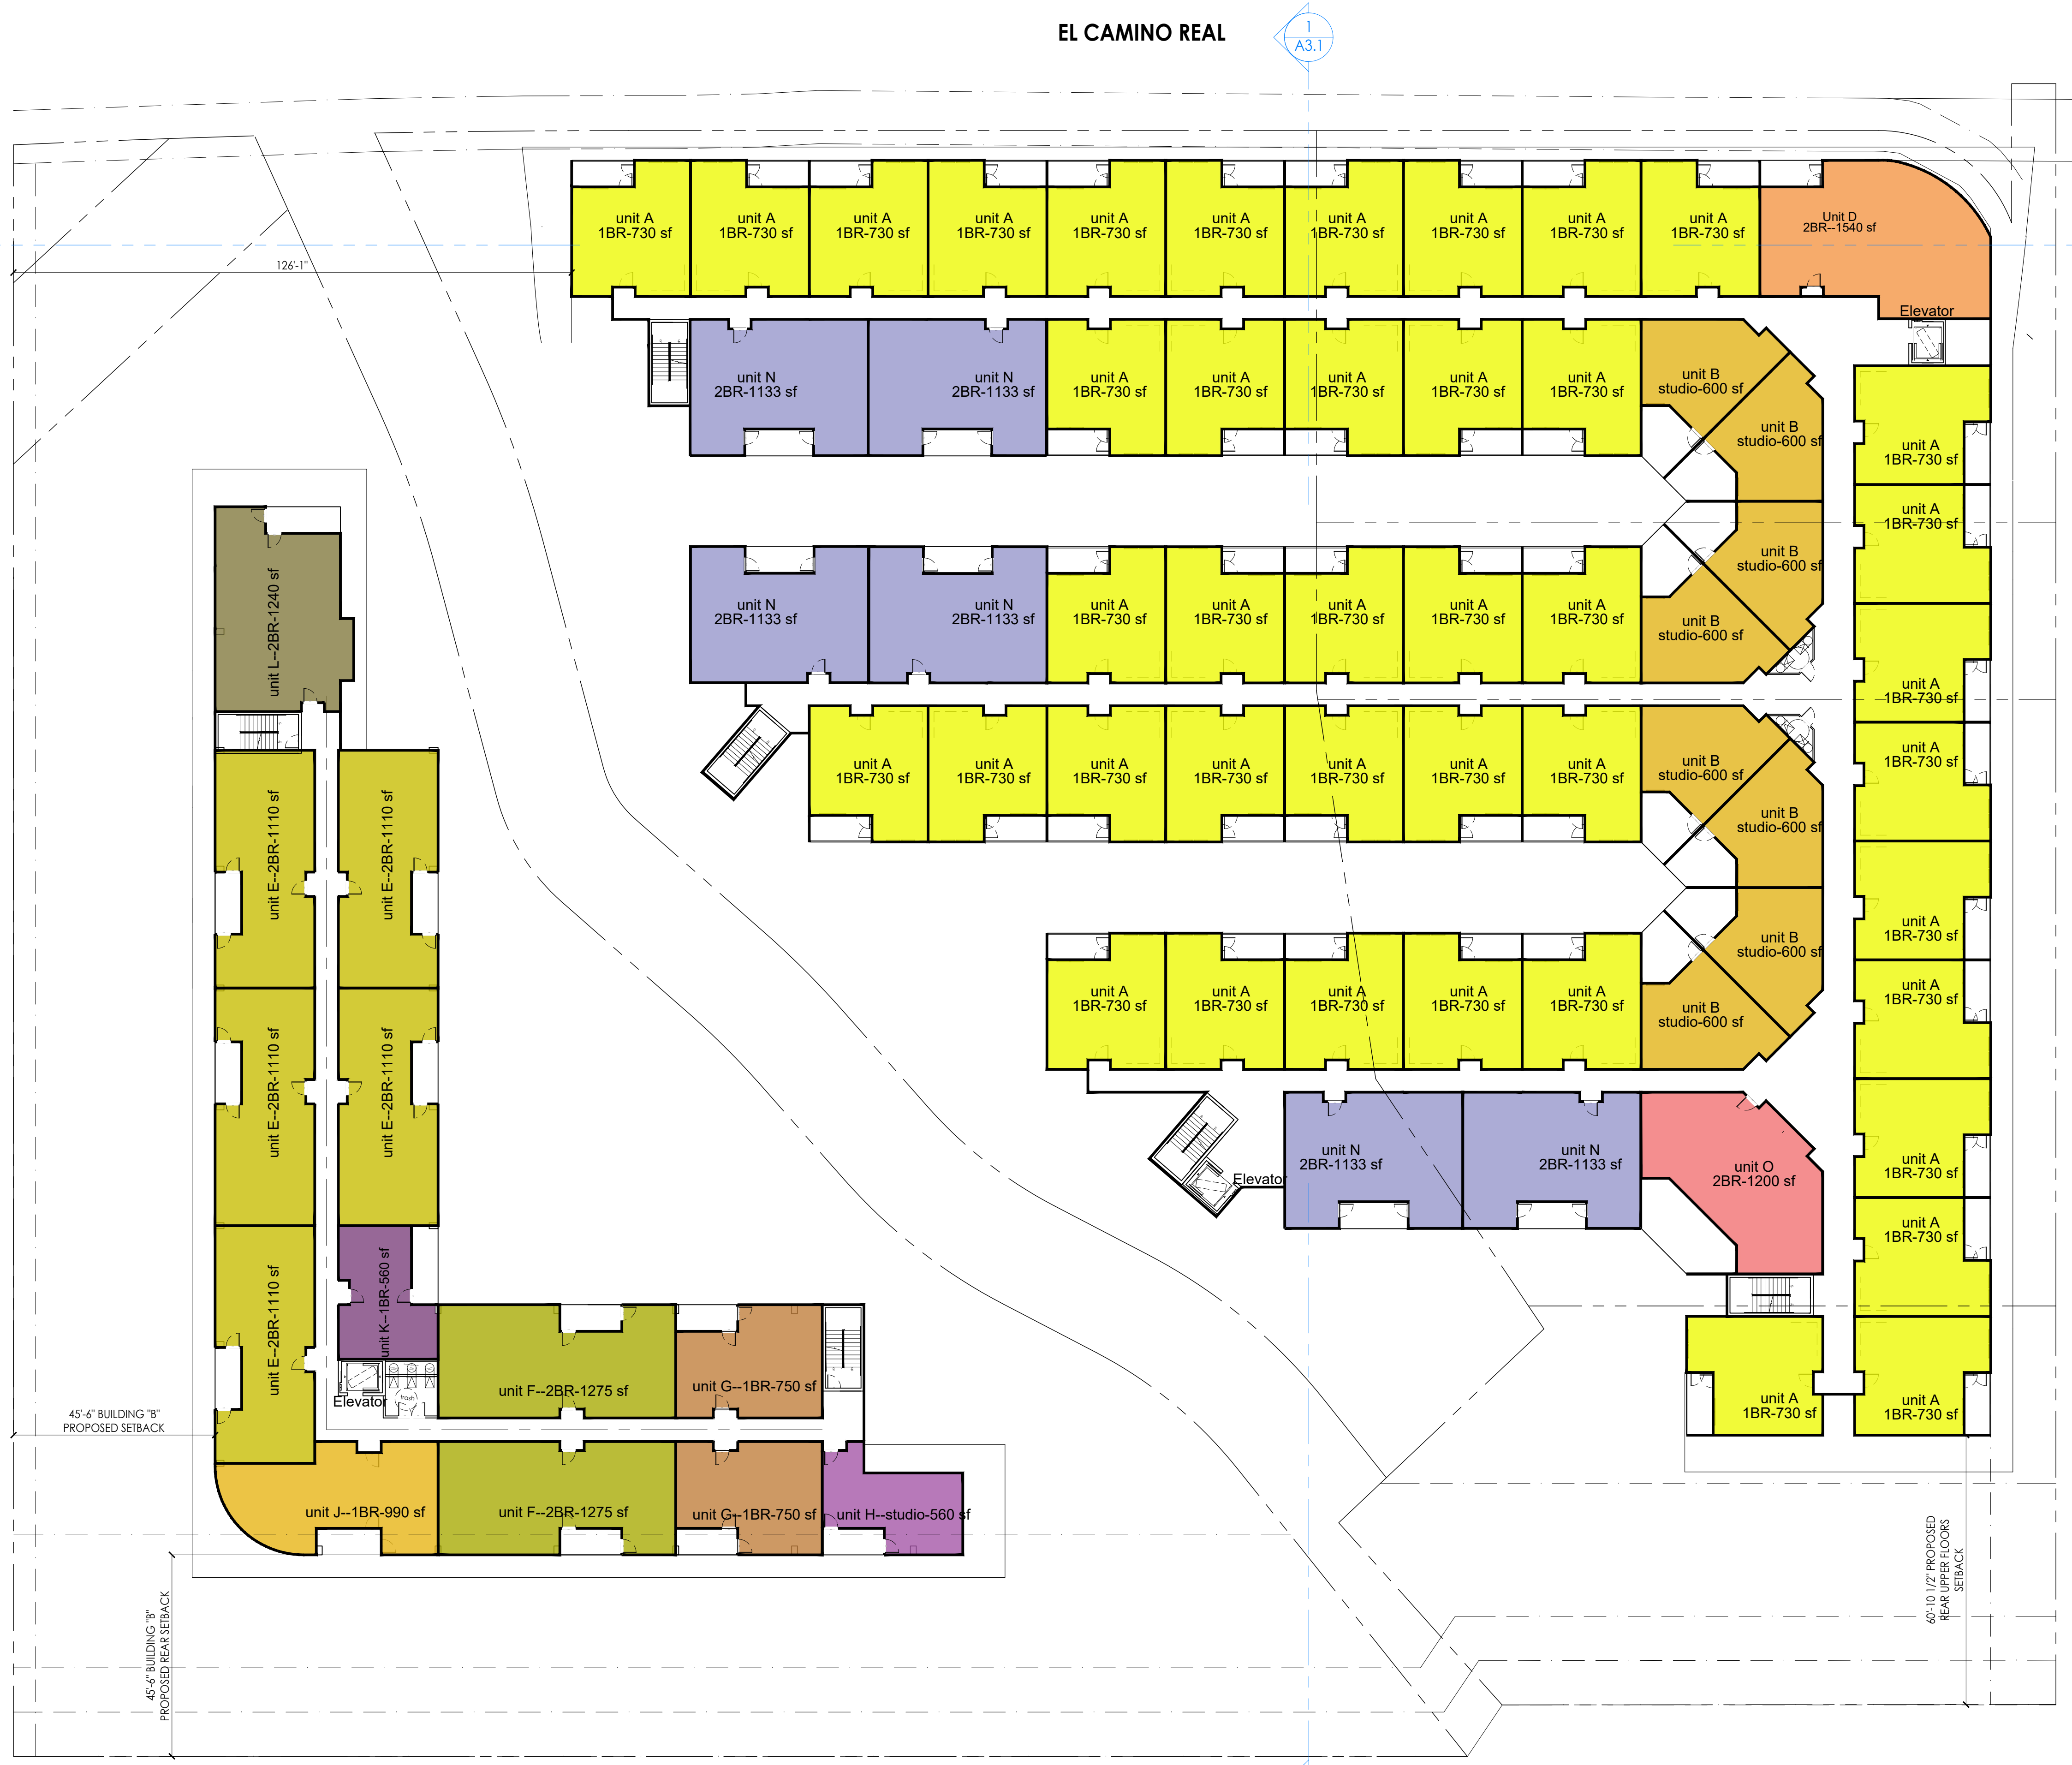 EL CAMINO REAL
1
A3.1
unit A
1BR-730 sf
unit A
1BR-730 sf
unit A
1BR-730 sf
unit A
1BR-730 sf
unit A
1BR-730 sf
unit A
1BR-730 sf
unit A
1BR-730 sf
unit A
1BR-730 sf
unit A
1BR-730 sf
unit A
1BR-730 sf
Unit D
2BR--1540 sf
126'-1"
Elevator
unit N
2BR-1133 sf
unit N
2BR-1133 sf
unit A
1BR-730 sf
unit A
1BR-730 sf
unit A
1BR-730 sf
unit A
1BR-730 sf
unit A
1BR-730 sf
unit B
studio-600 sf
unit B
studio-600 sf
unit A
1BR-730 sf
unit A
1BR-730 sf
unit B
studio-600 sf
unit N
2BR-1133 sf
unit N
2BR-1133 sf
unit A
1BR-730 sf
unit A
1BR-730 sf
unit A
1BR-730 sf
unit A
1BR-730 sf
unit A
1BR-730 sf
unit B
studio-600 sf
unit A
1BR-730 sf
unit L--2BR-1240 sf
unit A
1BR-730 sf
unit A
1BR-730 sf
unit A
1BR-730 sf
unit A
1BR-730 sf
unit A
1BR-730 sf
unit A
1BR-730 sf
unit A
1BR-730 sf
unit B
studio-600 sf
unit A
1BR-730 sf
unit B
studio-600 sf
unit E--2BR-1110 sf
unit E--2BR-1110 sf
unit B
studio-600 sf
unit A
1BR-730 sf
unit A
1BR-730 sf
unit A
1BR-730 sf
unit A
1BR-730 sf
unit A
1BR-730 sf
unit A
1BR-730 sf
unit B
studio-600 sf
unit A
1BR-730 sf
unit E--2BR-1110 sf
unit E--2BR-1110 sf
Elevator
unit N
2BR-1133 sf
unit N
2BR-1133 sf
unit O
2BR-1200 sf
unit A
1BR-730 sf
unit A
1BR-730 sf
unit E--2BR-1110 sf
unit K-- 1BR-560 sf
Elevator
trash
unit F--2BR-1275 sf
unit G--1BR-750 sf
unit A
1BR-730 sf
unit A
1BR-730 sf
45'-6" BUILDING "B"
PROPOSED SETBACK
unit J--1BR-990 sf
unit F--2BR-1275 sf
unit G--1BR-750 sf
unit H--studio-560 sf
45'-6" BUILDING "B"
PROPOSED REAR SETBACK
60'-10 1/2" PROPOSED
REAR UPPER FLOORS
SETBACK